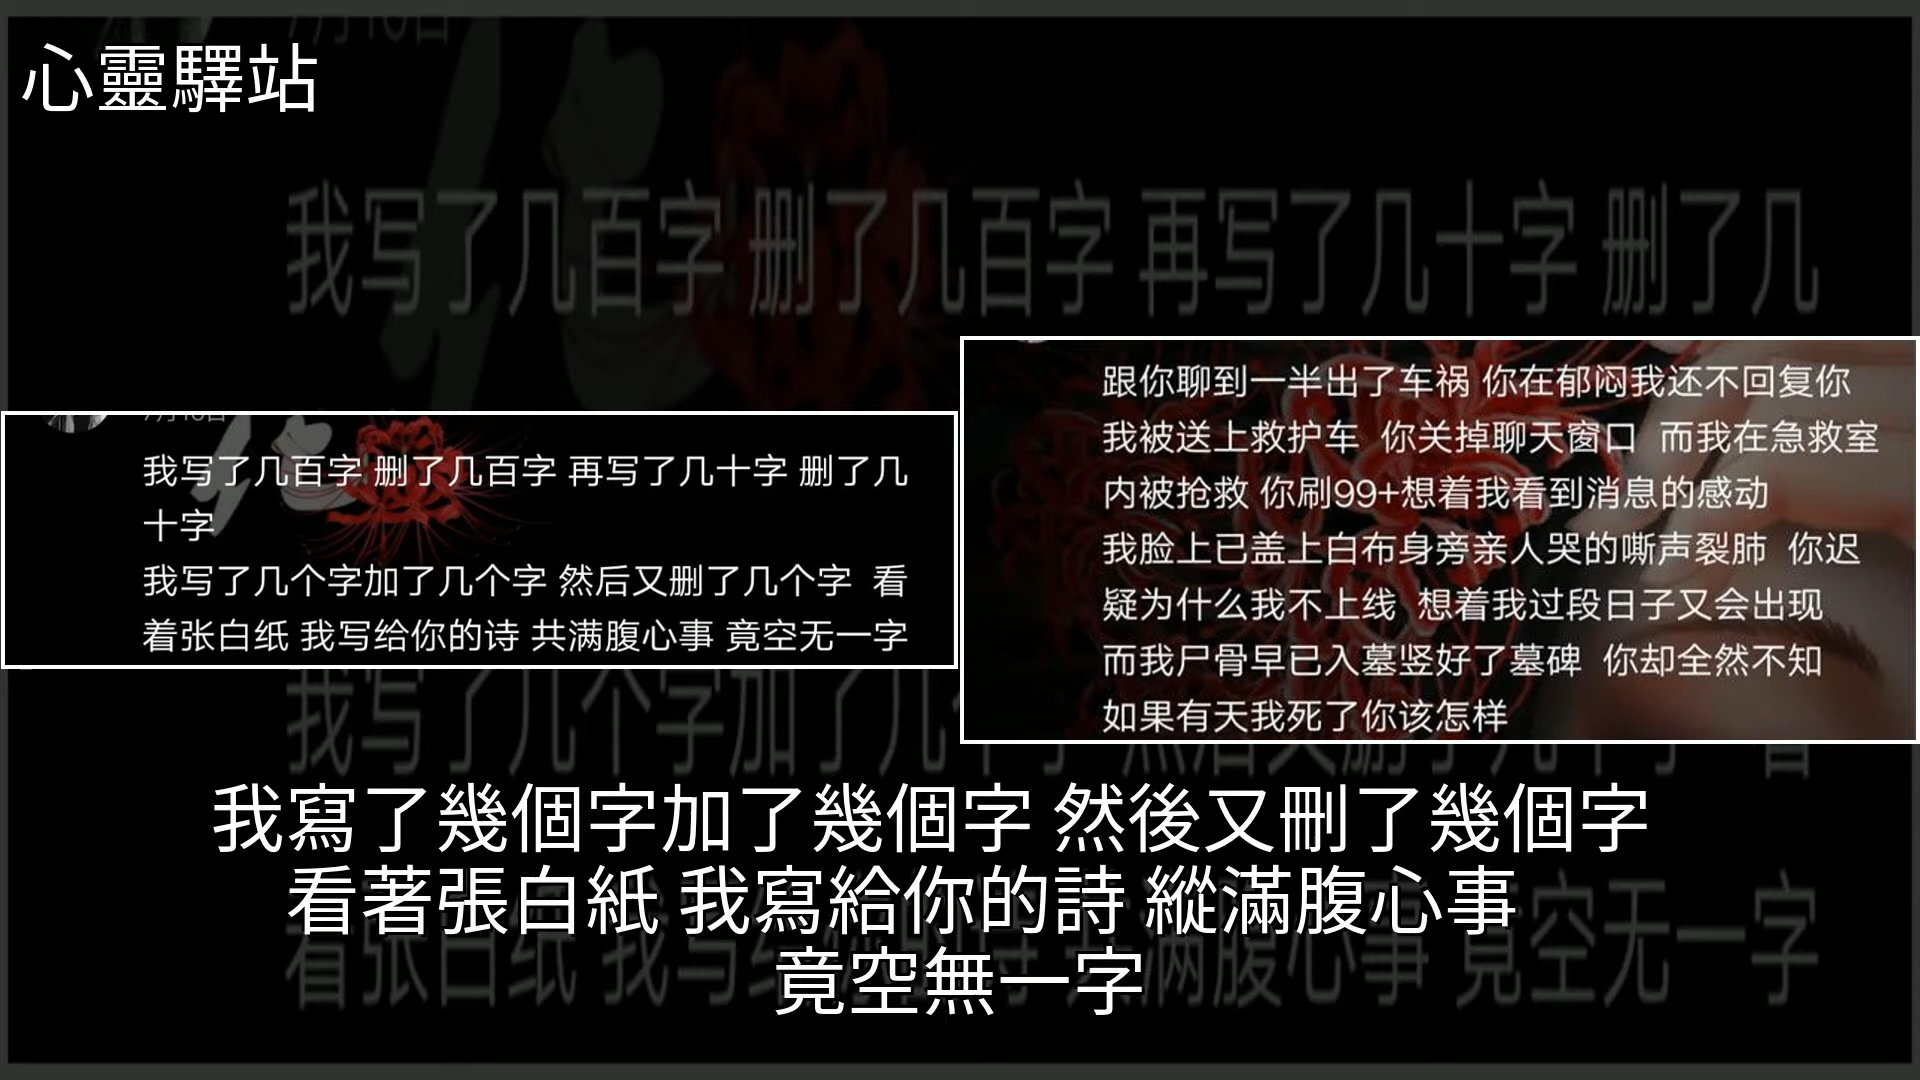 心靈驛站
我写了几百字 删了几百字 再写了几十字 删了几
我写了几百字 删了几百字 再写了几十字 删了几
十字
我写了几个字加了几个字 然后又删了几个字 看
着张白纸 我写给你的诗 共满腹心事 竟空无一字
跟你聊到一半出了车祸 你在郁闷我还不回复你
我被送上救护车 你关掉聊天窗口 而我在急救室
内被抢救 你刷99+想着我看到消息的感动
我脸上已盖上白布身旁亲人哭的嘶声裂肺 你迟
疑为什么我不上线 想着我过段日子又会出现
而我尸骨早已入墓竖好了墓碑 你却全然不知
如果有天我死了你该怎样
我寫了幾個字加了幾個字 然後又刪了幾個字
看著張白紙 我寫給你的詩 縱滿腹心事
竟空無一字